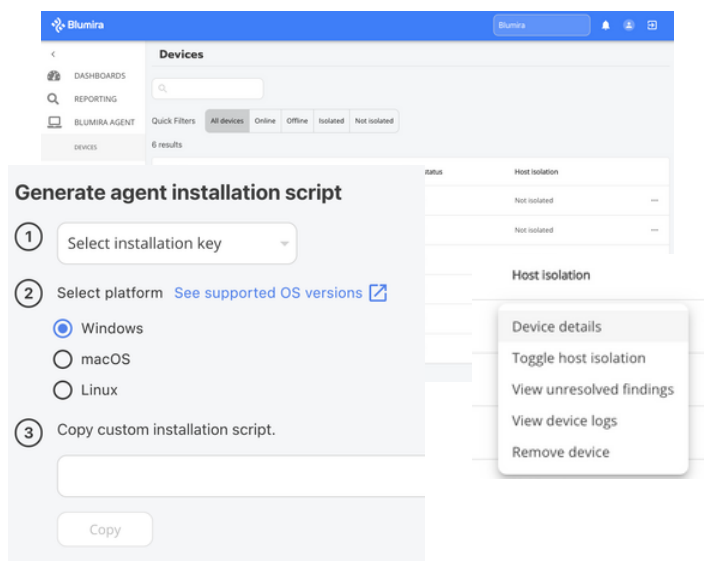 Blumira
Blumira
Devices
DASHBOARDS
REPORTING
BLUMIRA AGENT
DEVICES
Quick Filters
All devices
Online
Offline
Isolated
Not isolated
6 results
Host isolation
Not isolated
Not isolated
Generate agent installation script
1
Select installation key
2
Select platform See supported OS versions
Windows
macOS
Linux
3
Copy custom installation script.
Copy
Host isolation
Device details
Toggle host isolation
View unresolved findings
View device logs
Remove device